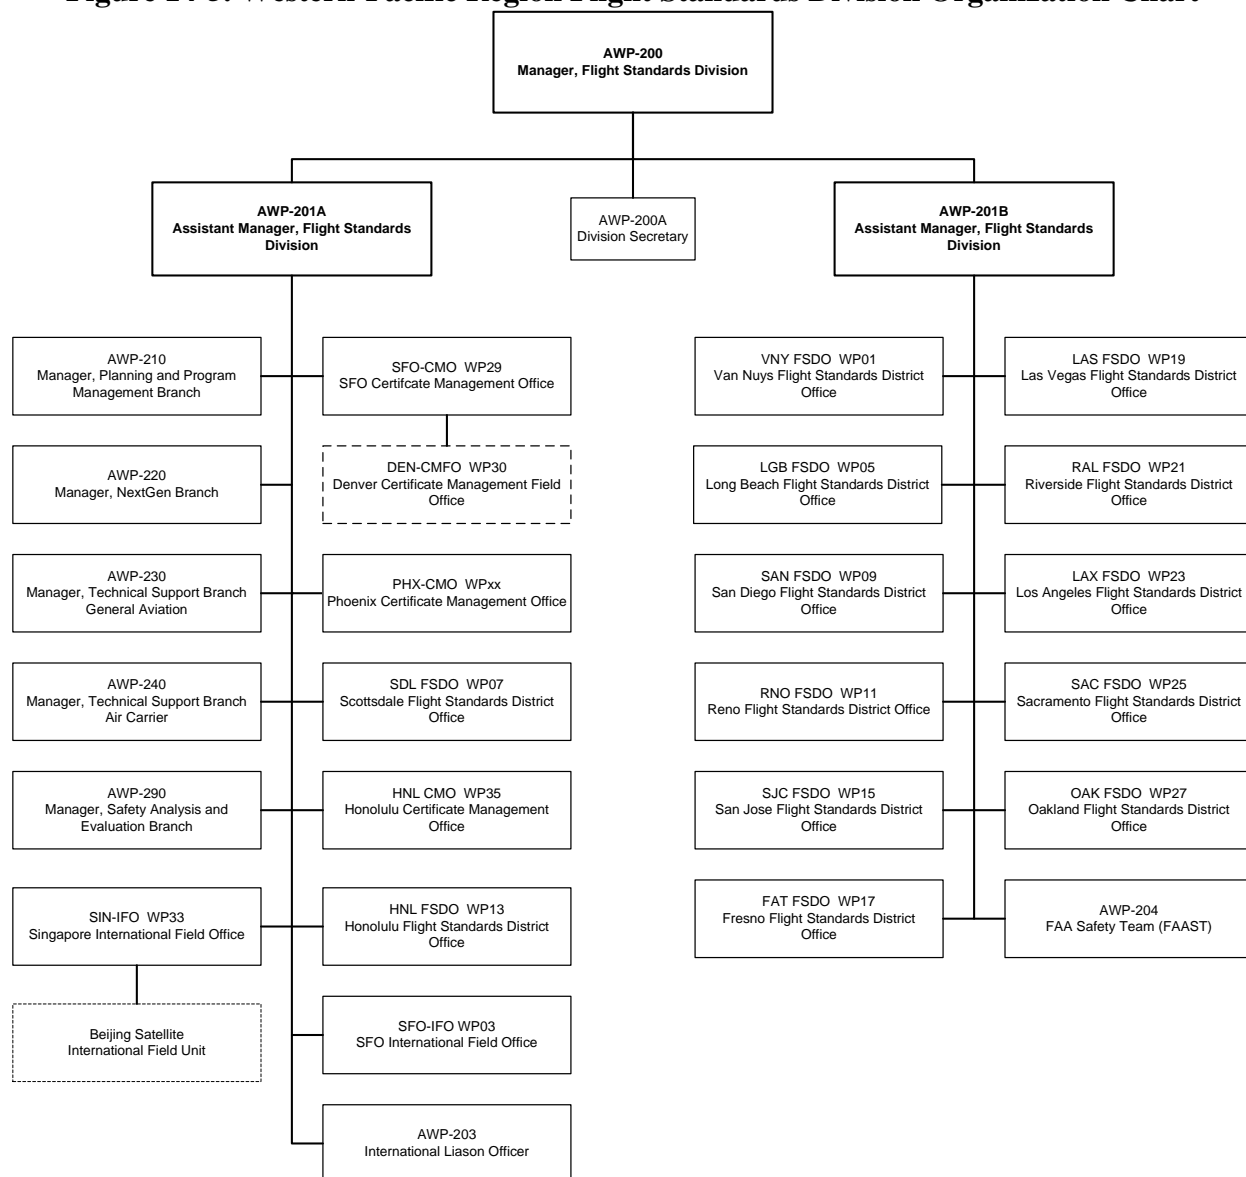 Figure 14-3. Western-Pacific Region Flight Standards Division Organization Chart
AWP-200
Manager, Flight Standards Division
AWP-201A
Assistant Manager, Flight Standards
Division
AWP-200A
Division Secretary
AWP-201B
Assistant Manager, Flight Standards
Division
AWP-210
Manager, Planning and Program
Management Branch
SFO-CMO WP29
SFO Certifcate Management Office
VNY FSDO WP01
Van Nuys Flight Standards District
Office
LAS FSDO WP19
Las Vegas Flight Standards District
Office
AWP-220
Manager, NextGen Branch
DEN-CMFO WP30
Denver Certificate Management Field
Office
LGB FSDO WP05
Long Beach Flight Standards District
Office
RAL FSDO WP21
Riverside Flight Standards District
Office
AWP-230
Manager, Technical Support Branch
General Aviation
PHX-CMO WPxx
Phoenix Certificate Management Office
SAN FSDO WP09
San Diego Flight Standards District
Office
LAX FSDO WP23
Los Angeles Flight Standards District
Office
AWP-240
Manager, Technical Support Branch
Air Carrier
SDL FSDO WP07
Scottsdale Flight Standards District
Office
RNO FSDO WP11
Reno Flight Standards District Office
SAC FSDO WP25
Sacramento Flight Standards District
Office
AWP-290
Manager, Safety Analysis and
Evaluation Branch
HNL CMO WP35
Honolulu Certificate Management
Office
SJC FSDO WP15
San Jose Flight Standards District
Office
OAK FSDO WP27
Oakland Flight Standards District
Office
SIN-IFO WP33
Singapore International Field Office
HNL FSDO WP13
Honolulu Flight Standards District
Office
FAT FSDO WP17
Fresno Flight Standards District
Office
AWP-204
FAA Safety Team (FAAST)
Beijing Satellite
International Field Unit
SFO-IFO WP03
SFO International Field Office
AWP-203
International Liason Officer